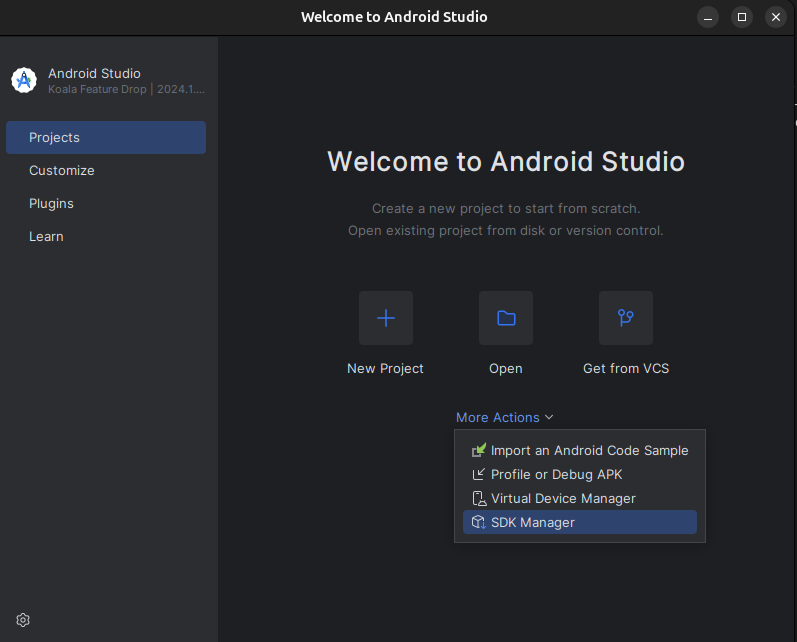 Welcome to Android Studio
Android Studio
Koala Feature Drop | 2024.1....
Projects
Customize
Plugins
Learn
Welcome to Android Studio
Create a new project to start from scratch.
Open existing project from disk or version control.
New Project
Open
Get from VCS
More Actions
Import an Android Code Sample
Profile or Debug APK
Virtual Device Manager
SDK Manager